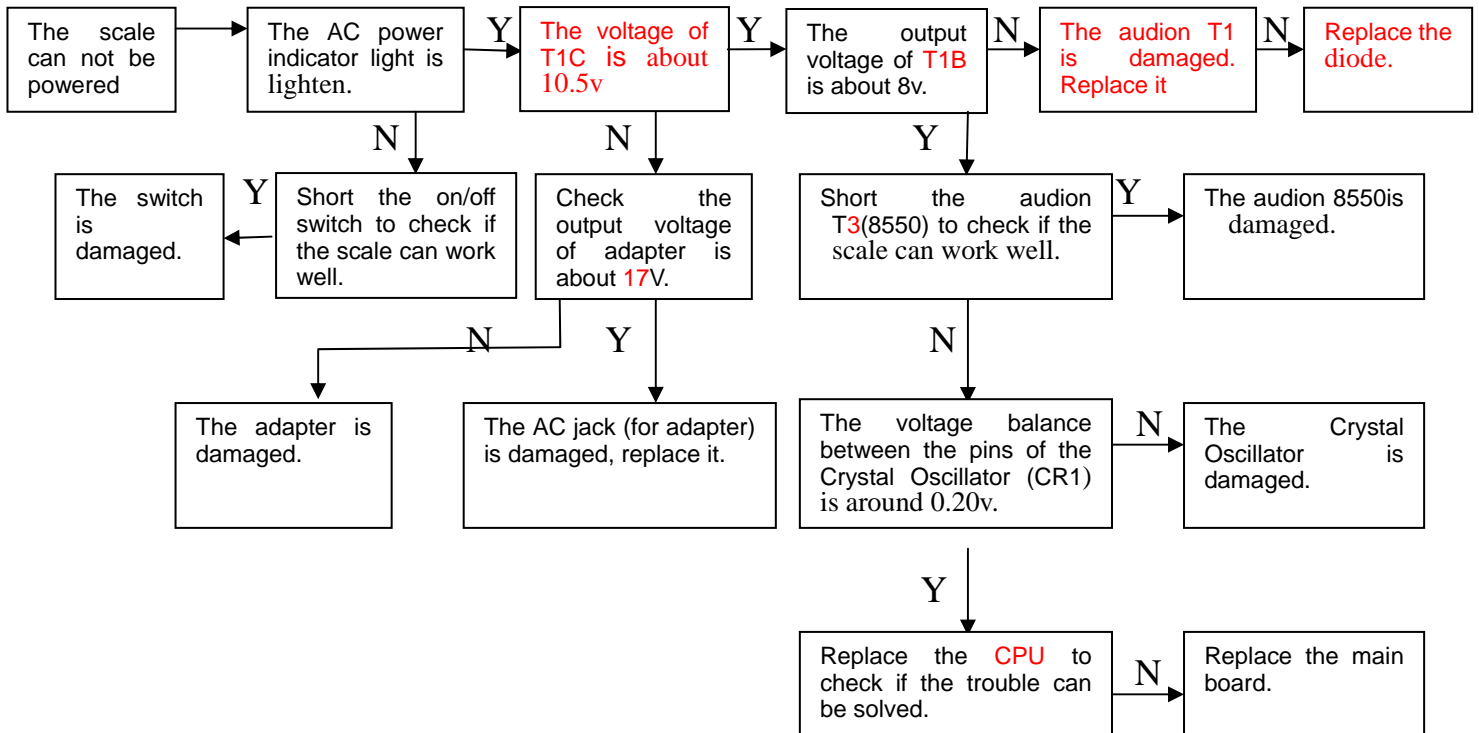 The scale
can not be
powered
The AC power
indicator light is
lighten.
Y
The voltage of
T1C is about
10.5v
Y
The output
voltage of T1B
is about 8v.
N
The audion T1
is damaged.
Replace it
N
Replace the
diode.
N
N
Y
The switch
is
damaged.
Y
Short the on/off
switch to check if
the scale can work
well.
Check the
output voltage
of adapter is
about 17V.
Short the audion
T3(8550) to check if the
scale can work well.
Y
The audion 8550is
damaged.
N
Y
N
The adapter is
damaged.
The AC jack (for adapter)
is damaged, replace it.
The voltage balance
between the pins of the
Crystal Oscillator (CR1)
is around 0.20v.
N
The Crystal
Oscillator is
damaged.
Y
Replace the CPU to
check if the trouble can
be solved.
N
Replace the main
board.